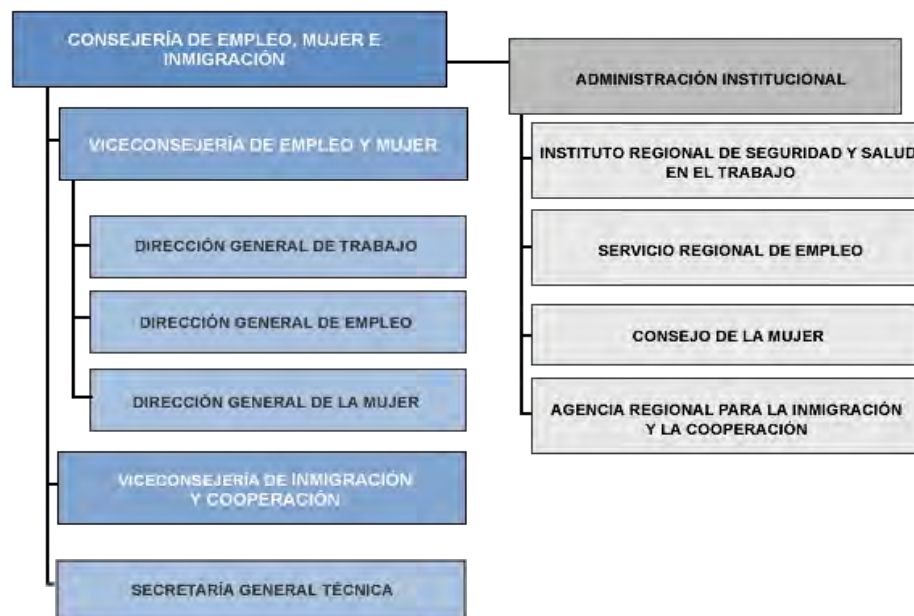 CONSEJERÍA DE EMPLEO, MUJER E
INMIGRACIÓN
VICECONSEJERÍA DE EMPLEO Y MUJER
DIRECCIÓN GENERAL DE TRABAJO
DIRECCIÓN GENERAL DE EMPLEO
DIRECCIÓN GENERAL DE LA MUJER
VICECONSEJERÍA DE INMIGRACIÓN
Y COOPERACIÓN
SECRETARÍA GENERAL TÉCNICA
ADMINISTRACIÓN INSTITUCIONAL
INSTITUTO REGIONAL DE SEGURIDAD Y SALUD
EN EL TRABAJO
SERVICIO REGIONAL DE EMPLEO
CONSEJO DE LA MUJER
AGENCIA REGIONAL PARA LA INMIGRACIÓN
Y LA COOPERACIÓN